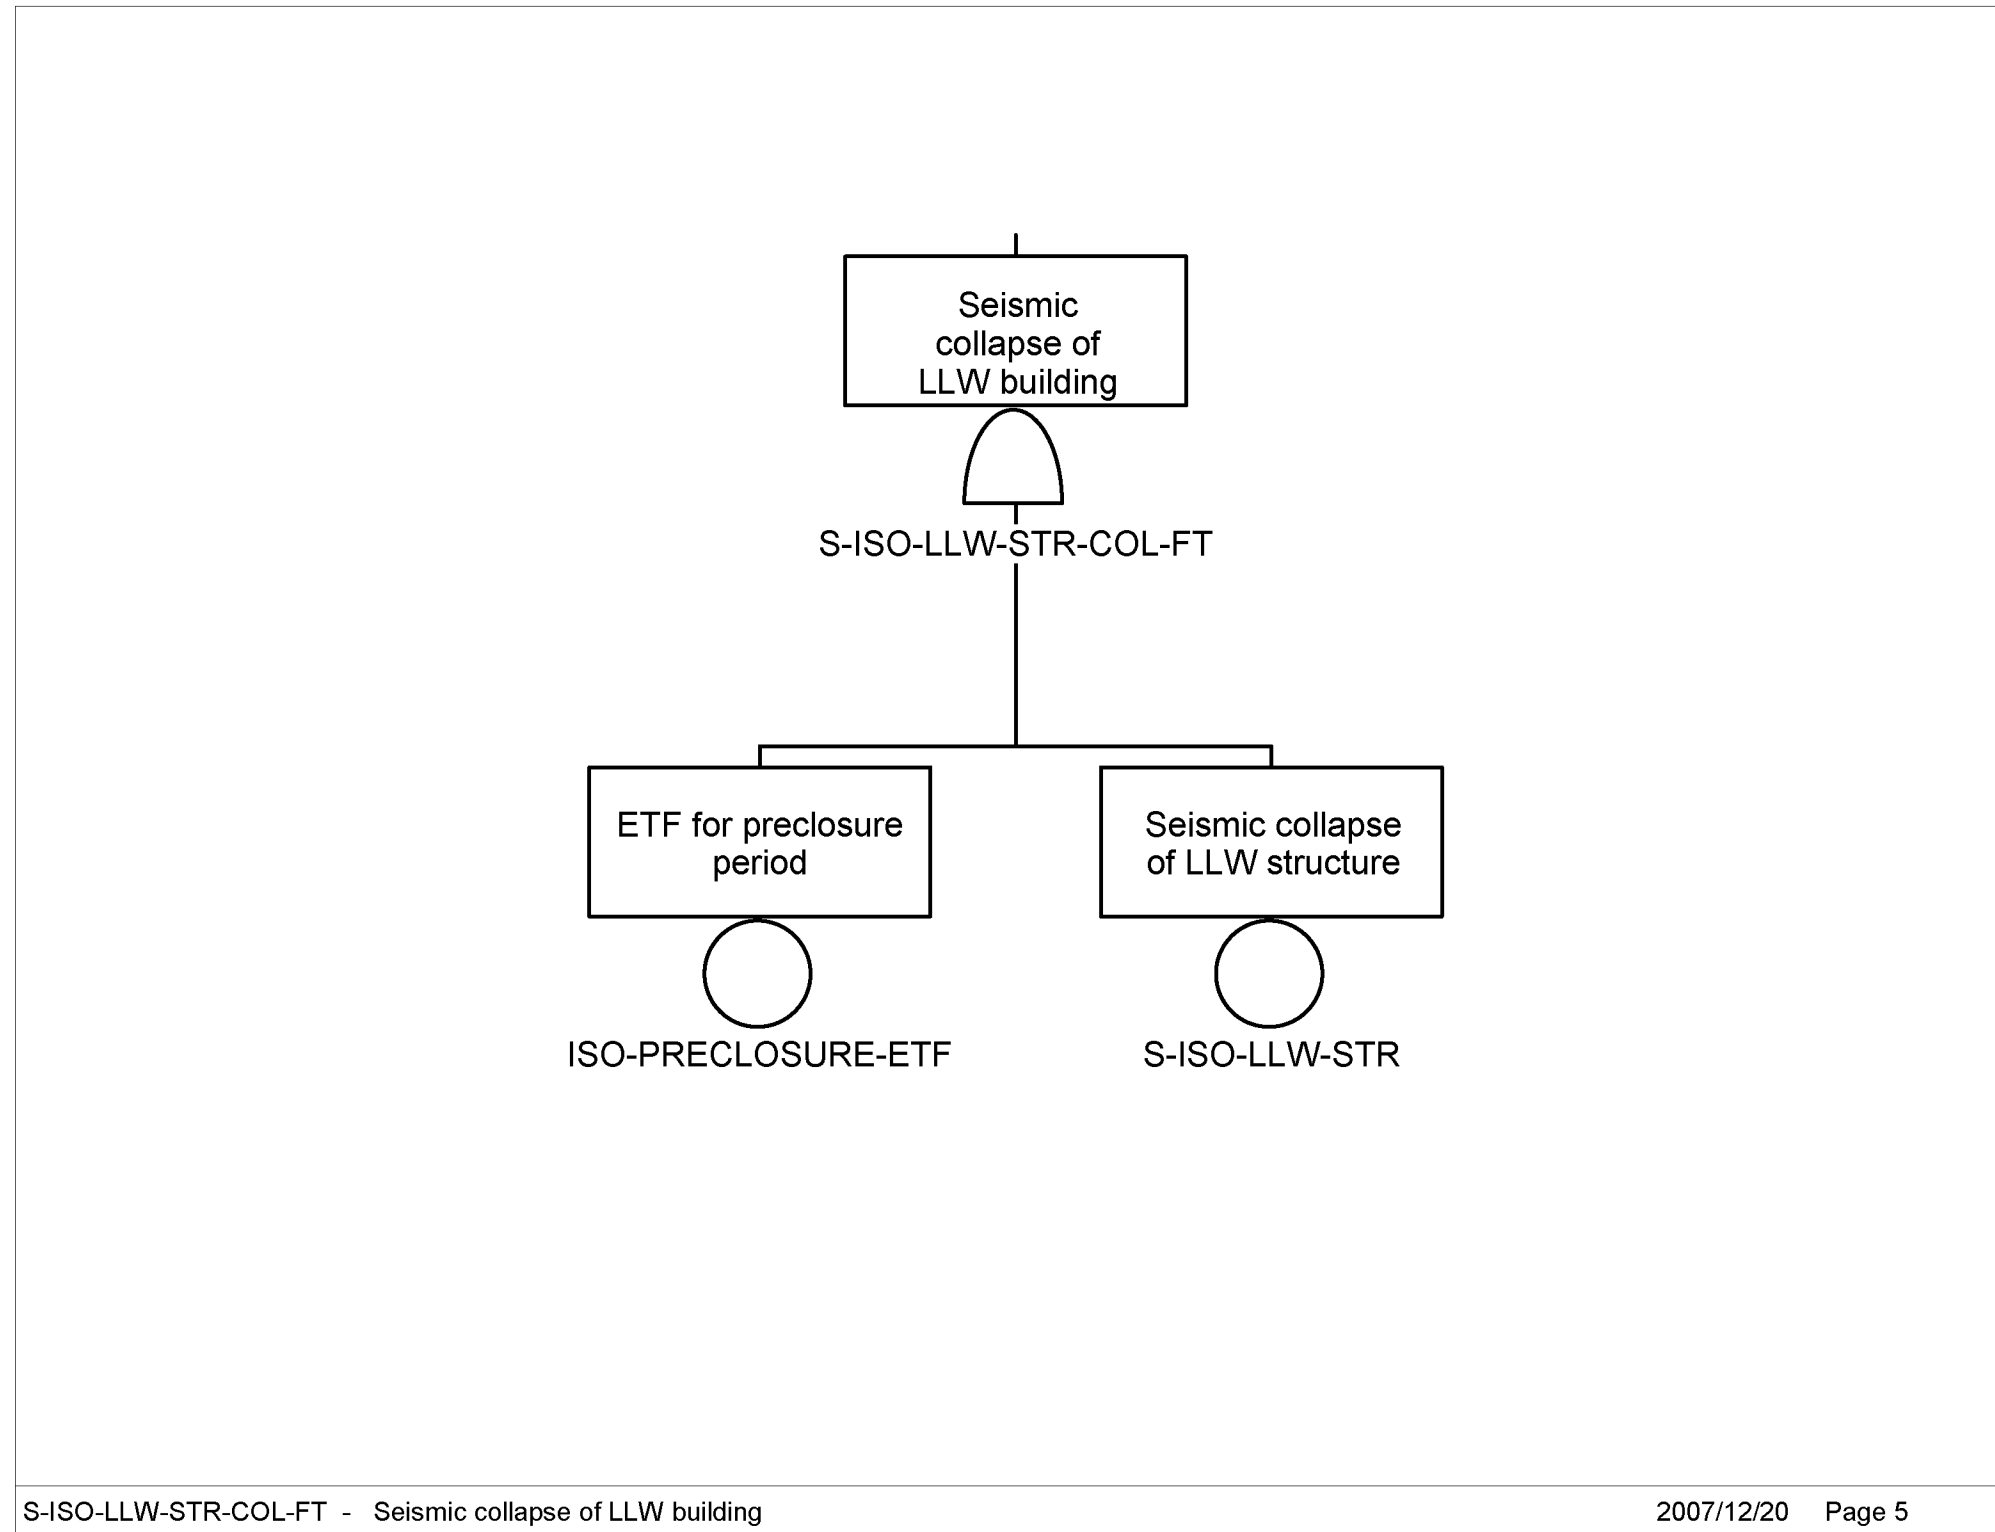 Seismic
collapse of
LLW building
S-ISO-LLW-STR-COL-FT
ETF for preclosure
period
ISO-PRECLOSURE-ETF
Seismic collapse
of LLW structure
S-ISO-LLW-STR
S-ISO-LLW-STR-COL-FT - Seismic collapse of LLW building
2007/12/20 Page 5